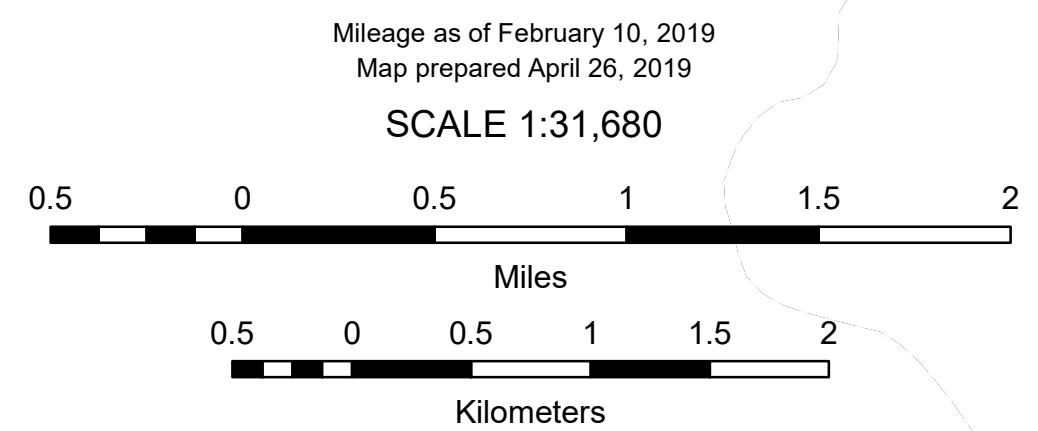 Mileage as of February 10, 2019
Map prepared April 26, 2019
SCALE 1:31,680
0.5 0 0.5 1 1.5 2
Miles
0.5 0 0.5 1 1.5 2
Kilometers